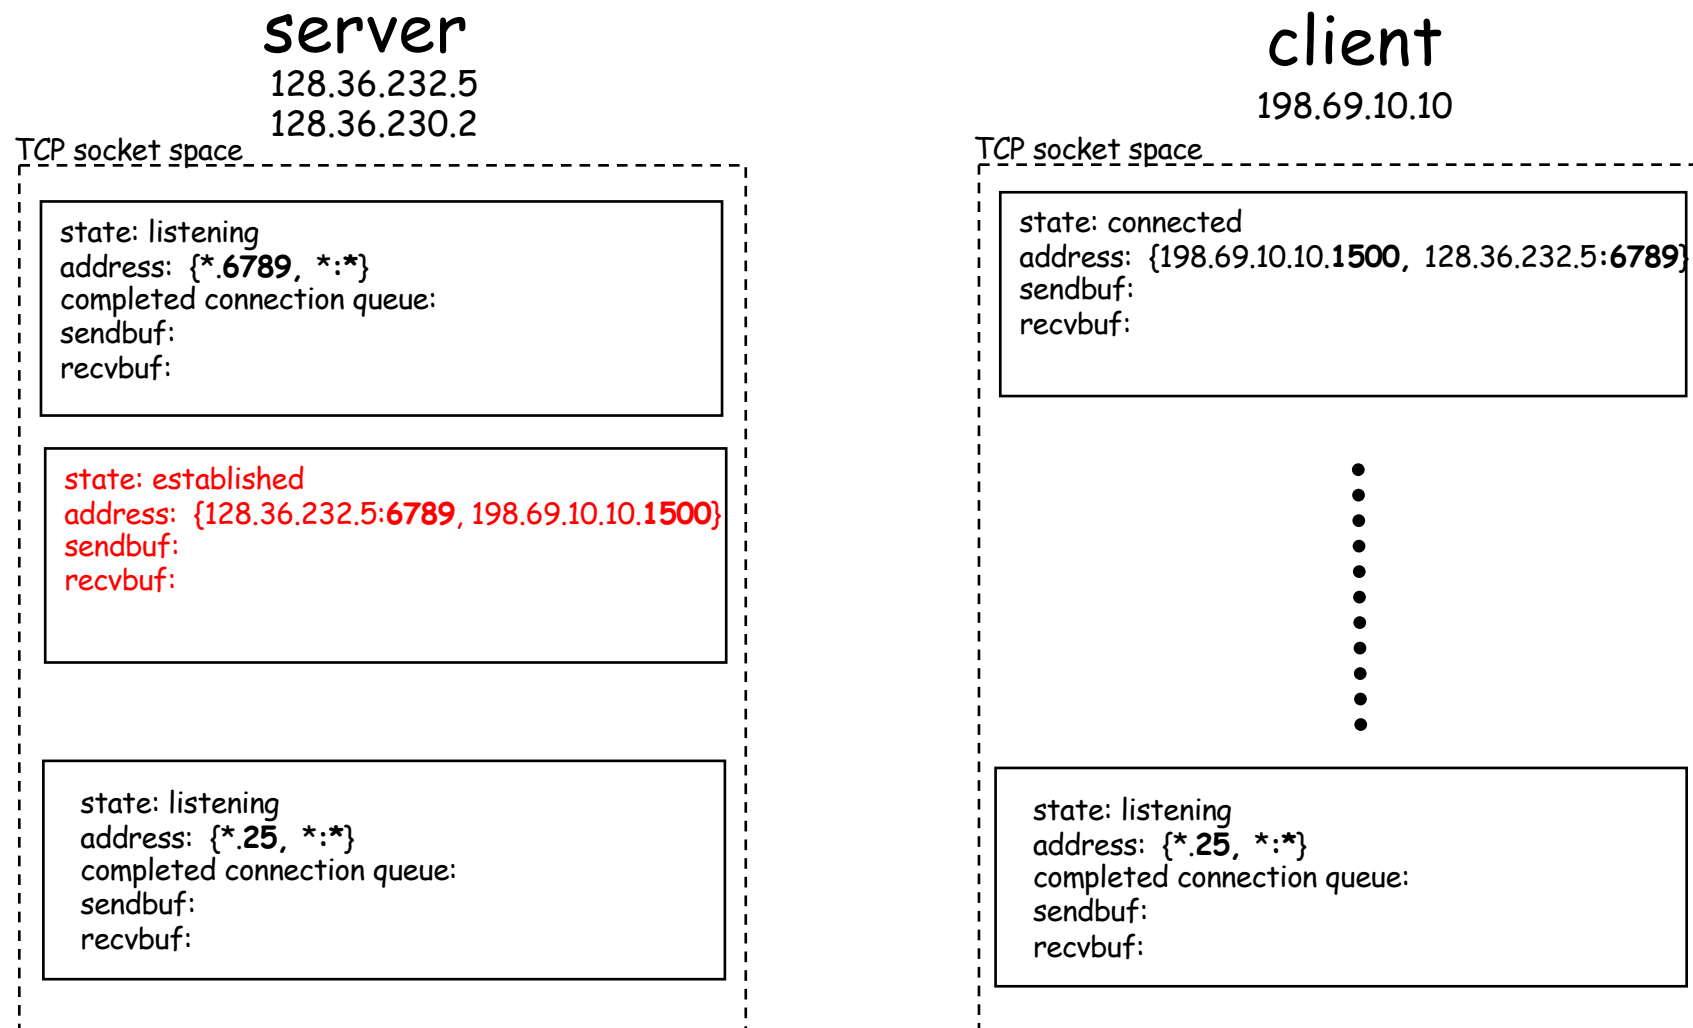 server
128.36.232.5
128.36.230.2
TCP socket space
state: listening
address: {*.6789, *:*}
completed connection queue:
sendbuf:
recvbuf:
state: established
address: {128.36.232.5:6789, 198.69.10.10.1500}
sendbuf:
recvbuf:
state: listening
address: {*.25, *:*}
completed connection queue:
sendbuf:
recvbuf:
client
198.69.10.10
TCP socket space
state: connected
address: {198.69.10.10.1500, 128.36.232.5:6789}
sendbuf:
recvbuf:
state: listening
address: {*.25, *:*}
completed connection queue:
sendbuf:
recvbuf: